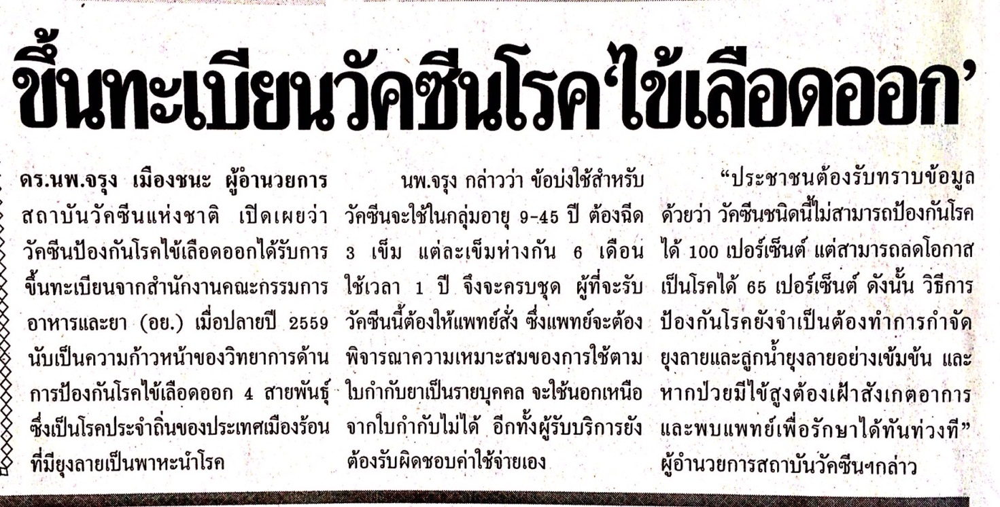 ขึ้นทะเบียนวัคซีนโรค‘ไข้เลือดออก’
ดร.นพ.จรุง เมืองชนะ ผู้อำนวยการ
สถาบันวัคซีนแห่งชาติ เปิดเผยว่า
วัคซีนป้องกันโรคไข้เลือดออกได้รับการ
ขึ้นทะเบียนจากสำนักงานคณะกรรมการ
อาหารและยา (อย.) เมื่อปลายปี 2559
นับเป็นความก้าวหน้าของวิทยาการด้าน
การป้องกันโรคไข้เลือดออก 4 สายพันธุ์
ซึ่งเป็นโรคประจำถิ่นของประเทศเมืองร้อน
ที่มียุงลายเป็นพาหะนำโรค
นพ.จรุง กล่าวว่า ข้อบ่งใช้สำหรับ
วัคซีนจะใช้ในกลุ่มอายุ 9-45 ปี ต้องฉีด
3 เข็ม แต่ละเข็มห่างกัน 6 เดือน
ใช้เวลา 1 ปี จึงจะครบชุด ผู้ที่จะรับ
วัคซีนนี้ต้องให้แพทย์สั่ง ซึ่งแพทย์จะต้อง
พิจารณาความเหมาะสมของการใช้ตาม
ใบกำกับยาเป็นรายบุคคล จะใช้นอกเหนือ
จากใบกำกับไม่ได้ อีกทั้งผู้รับบริการยัง
ต้องรับผิดชอบค่าใช้จ่ายเอง
“ประชาชนต้องรับทราบข้อมูล
ด้วยว่า วัคซีนชนิดนี้ไม่สามารถป้องกันโรค
ได้ 100 เปอร์เซ็นต์ แต่สามารถลดโอกาส
เป็นโรคได้ 65 เปอร์เซ็นต์ ดังนั้น วิธีการ
ป้องกันโรคยังจำเป็นต้องทำการกำจัด
ยุงลายและลูกน้ำยุงลายอย่างเข้มข้น และ
หากป่วยมีไข้สูงต้องเฝ้าสังเกตอาการ
และพบแพทย์เพื่อรักษาได้ทันท่วงที”
ผู้อำนวยการสถาบันวัคซีนฯกล่าว